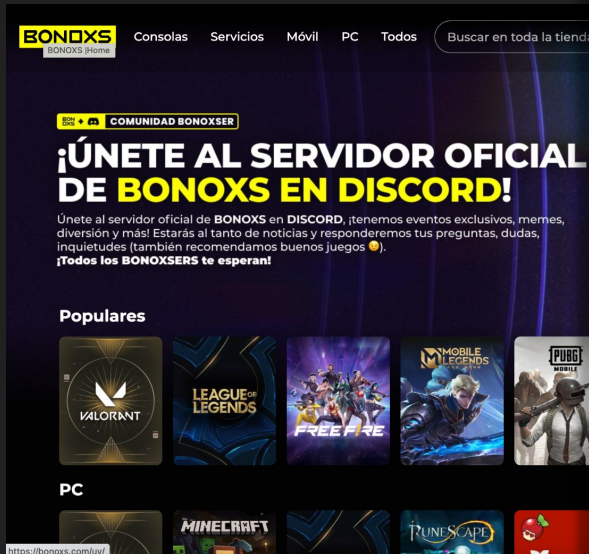 BONOXS
Consolas Servicios Móvil PC Todos Buscar en toda la tienda
BONOXS |Home
BON OXS + COMUNIDAD BONOXSER
¡ÚNETE AL SERVIDOR OFICIAL
DE BONOXS EN DISCORD!
Únete al servidor oficial de BONOXS en DISCORD, ¡tenemos eventos exclusivos, memes,
diversión y más! Estarás al tanto de noticias y responderemos tus preguntas, dudas,
inquietudes (también recomendamos buenos juegos 😉).
¡Todos los BONOXSERS te esperan!
Populares
VALORANT
LEAGUE OF
LEGENDS
FREE FIRE
MOBILE
LEGENDS
PUBG
MOBILE
PC
MINECRAFT
RUNESCAPE
https://bonoxs.com/uy/